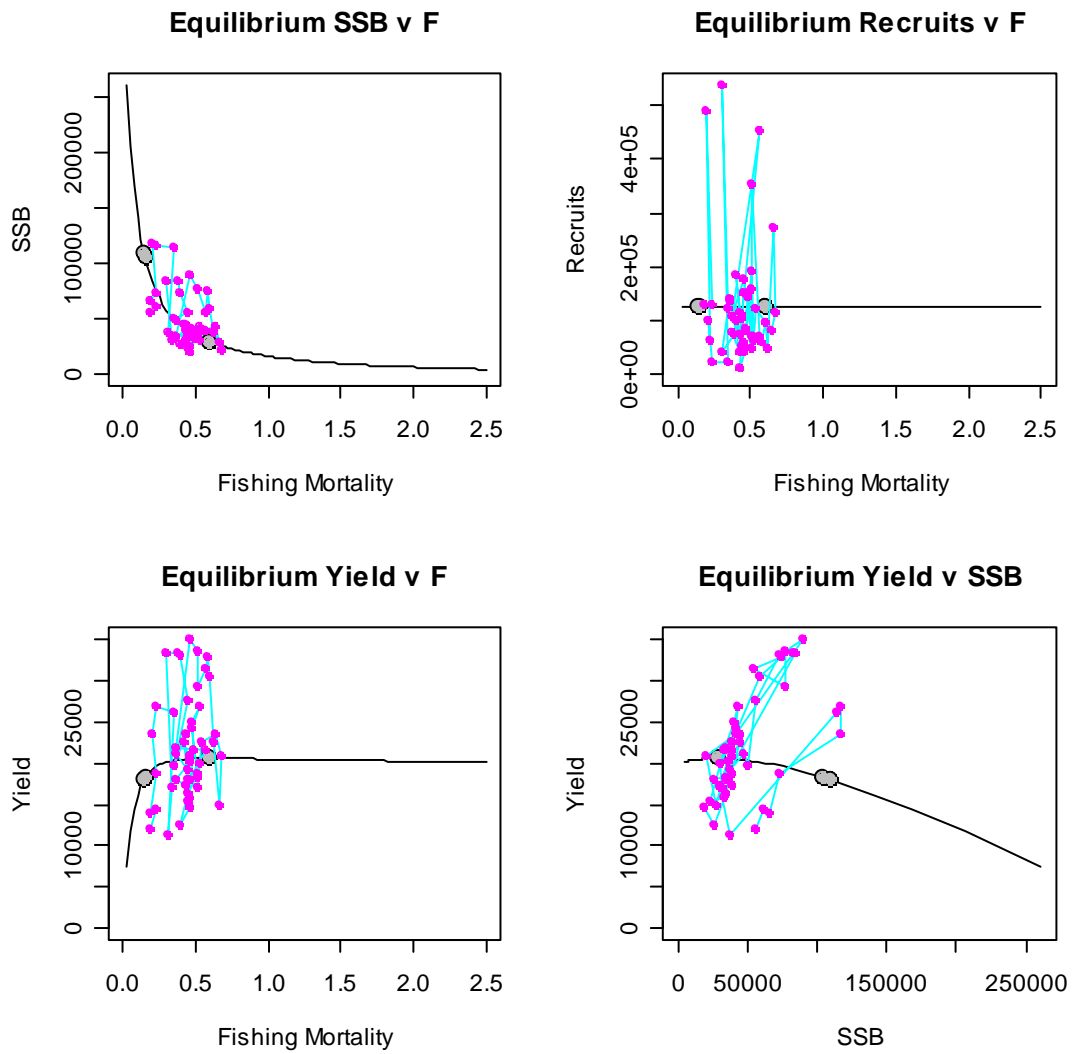 Equilibrium SSB v F
SSB
0
100000
200000
0.0 0.5 1.0 1.5 2.0 2.5
Fishing Mortality
Equilibrium Recruits v F
Recruits
0e+00
2e+05
4e+05
0.0 0.5 1.0 1.5 2.0 2.5
Fishing Mortality
Equilibrium Yield v F
Yield
0
10000
25000
0.0 0.5 1.0 1.5 2.0 2.5
Fishing Mortality
Equilibrium Yield v SSB
Yield
0
10000
25000
0 50000 150000 250000
SSB